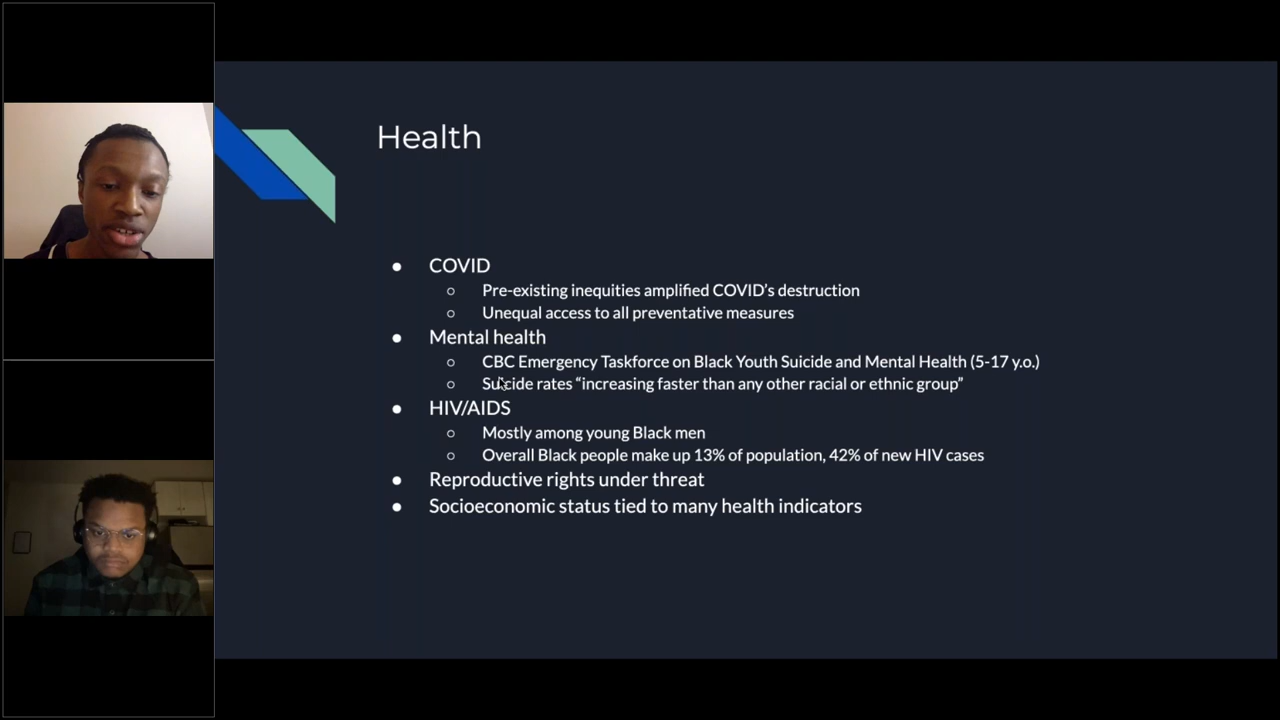 Health
● COVID
○ Pre-existing inequities amplified COVID's destruction
○ Unequal access to all preventative measures
● Mental health
○ CBC Emergency Taskforce on Black Youth Suicide and Mental Health (5-17 y.o.)
○ Suicide rates “increasing faster than any other racial or ethnic group”
● HIV/AIDS
○ Mostly among young Black men
○ Overall Black people make up 13% of population, 42% of new HIV cases
● Reproductive rights under threat
● Socioeconomic status tied to many health indicators